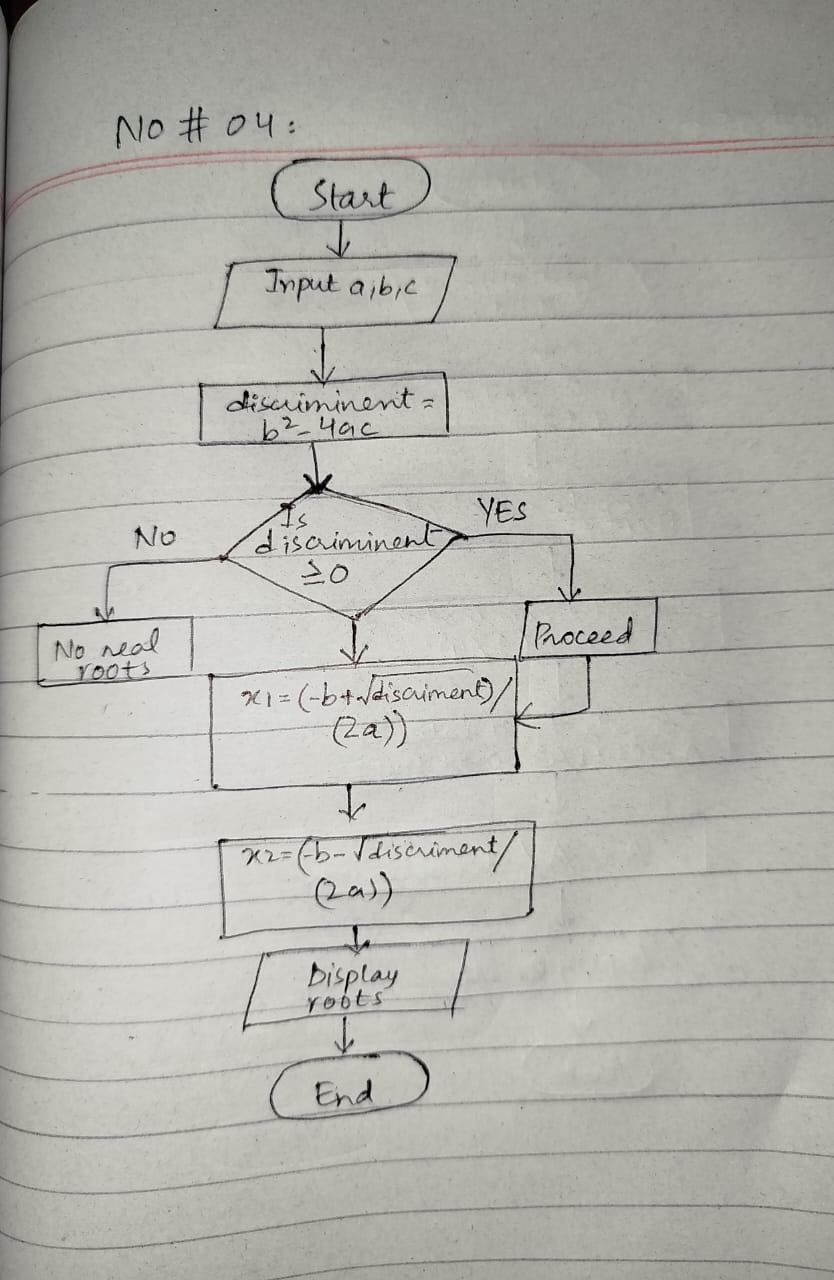 No # 04:
Start
Input a,b,c
discriminent =
b²-4ac
Is
discriminent
≥0
YES
NO
No real
roots
Proceed
x1=(-b+√discriment)/
(2a))
x2=(-b-√discriment/
(2a))
Display
roots
End